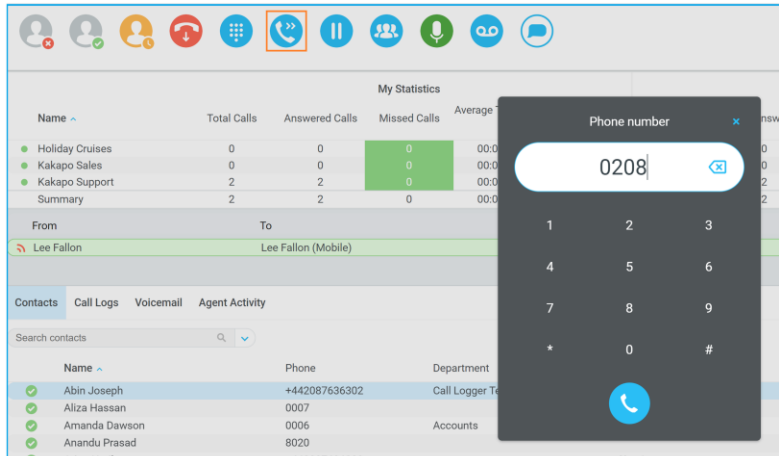 My Statistics
Name Total Calls Answered Calls Missed Calls Average
Holiday Cruises 0 0 0 00:0 0
Kakapo Sales 0 0 0 00:0 0
Kakapo Support 2 2 0 00:0 2
Summary 2 2 0 00:0 2
From To
Lee Fallon Lee Fallon (Mobile)
Contacts Call Logs Voicemail Agent Activity
Search contacts
Name Phone Department
Abin Joseph +442087636302 Call Logger Te
Aliza Hassan 0007
Amanda Dawson 0006 Accounts
Anandu Prasad 8020
Phone number ×
0208
1 2 3
4 5 6
7 8 9
* 0 #